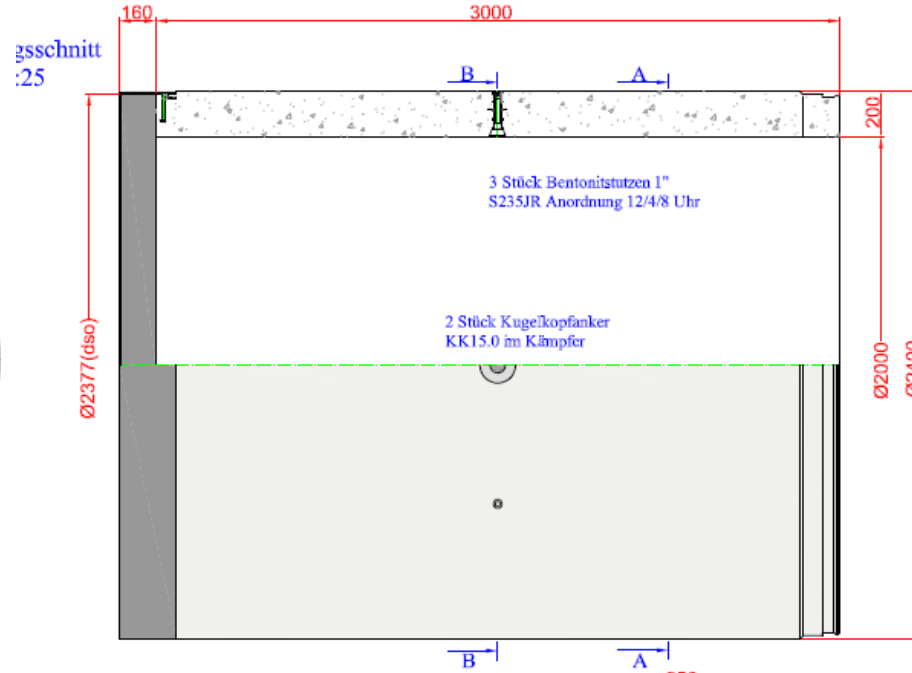 160
3000
gsschnitt
:25
B
A
200
3 Stück Bentonitstutzen 1"
S235JR Anordnung 12/4/8 Uhr
2 Stück Kugelkopfanker
KK15.0 im Kämpfer
Ø2377(dso)
Ø2000
Ø2400
B
A